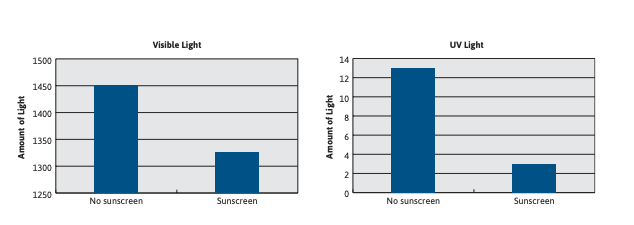 Visible Light
Amount of Light
1500
1450
1400
1350
1300
1250
No sunscreen
Sunscreen
UV Light
Amount of Light
14
12
10
8
6
4
2
0
No sunscreen
Sunscreen